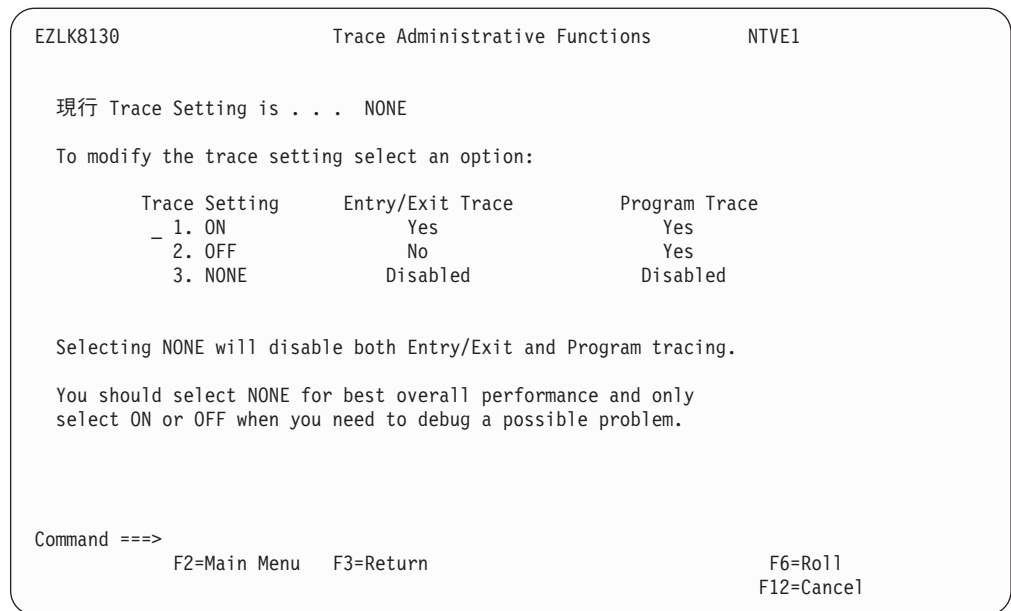 EZLK8130 Trace Administrative Functions NTVE1
現行 Trace Setting is . . . NONE
To modify the trace setting select an option:
Trace Setting Entry/Exit Trace Program Trace
_ 1. ON Yes Yes
2. OFF No Yes
3. NONE Disabled Disabled
Selecting NONE will disable both Entry/Exit and Program tracing.
You should select NONE for best overall performance and only
select ON or OFF when you need to debug a possible problem.
Command ===>
F2=Main Menu F3=Return F6=Roll
F12=Cancel